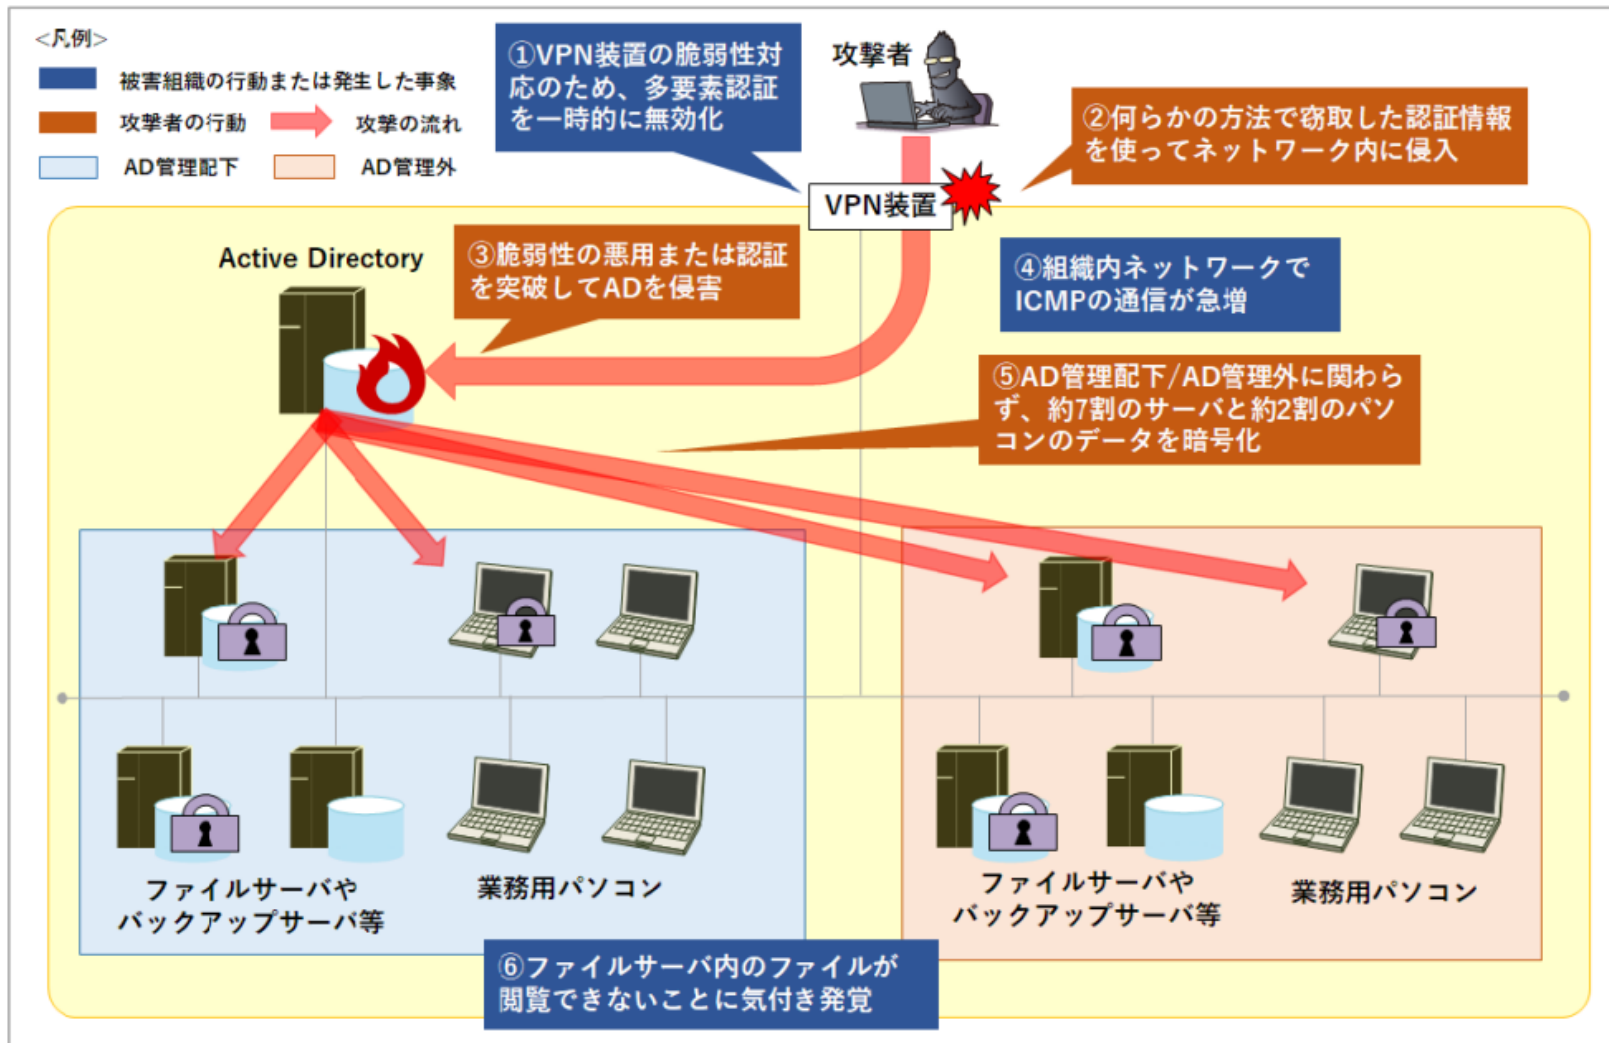 <凡例>
被害組織の行動または発生した事象
攻撃者の行動
攻撃の流れ
AD管理配下
AD管理外
①VPN装置の脆弱性対
応のため、多要素認証
を一時的に無効化
攻撃者
②何らかの方法で窃取した認証情報
を使ってネットワーク内に侵入
VPN装置
Active Directory
③脆弱性の悪用または認証
を突破してADを侵害
④組織内ネットワークで
ICMPの通信が急増
⑤AD管理配下/AD管理外に関わら
ず、約7割のサーバと約2割のパソ
コンのデータを暗号化
ファイルサーバや
バックアップサーバ等
業務用パソコン
ファイルサーバや
バックアップサーバ等
業務用パソコン
⑥ファイルサーバ内のファイルが
閲覧できないことに気付き発覚